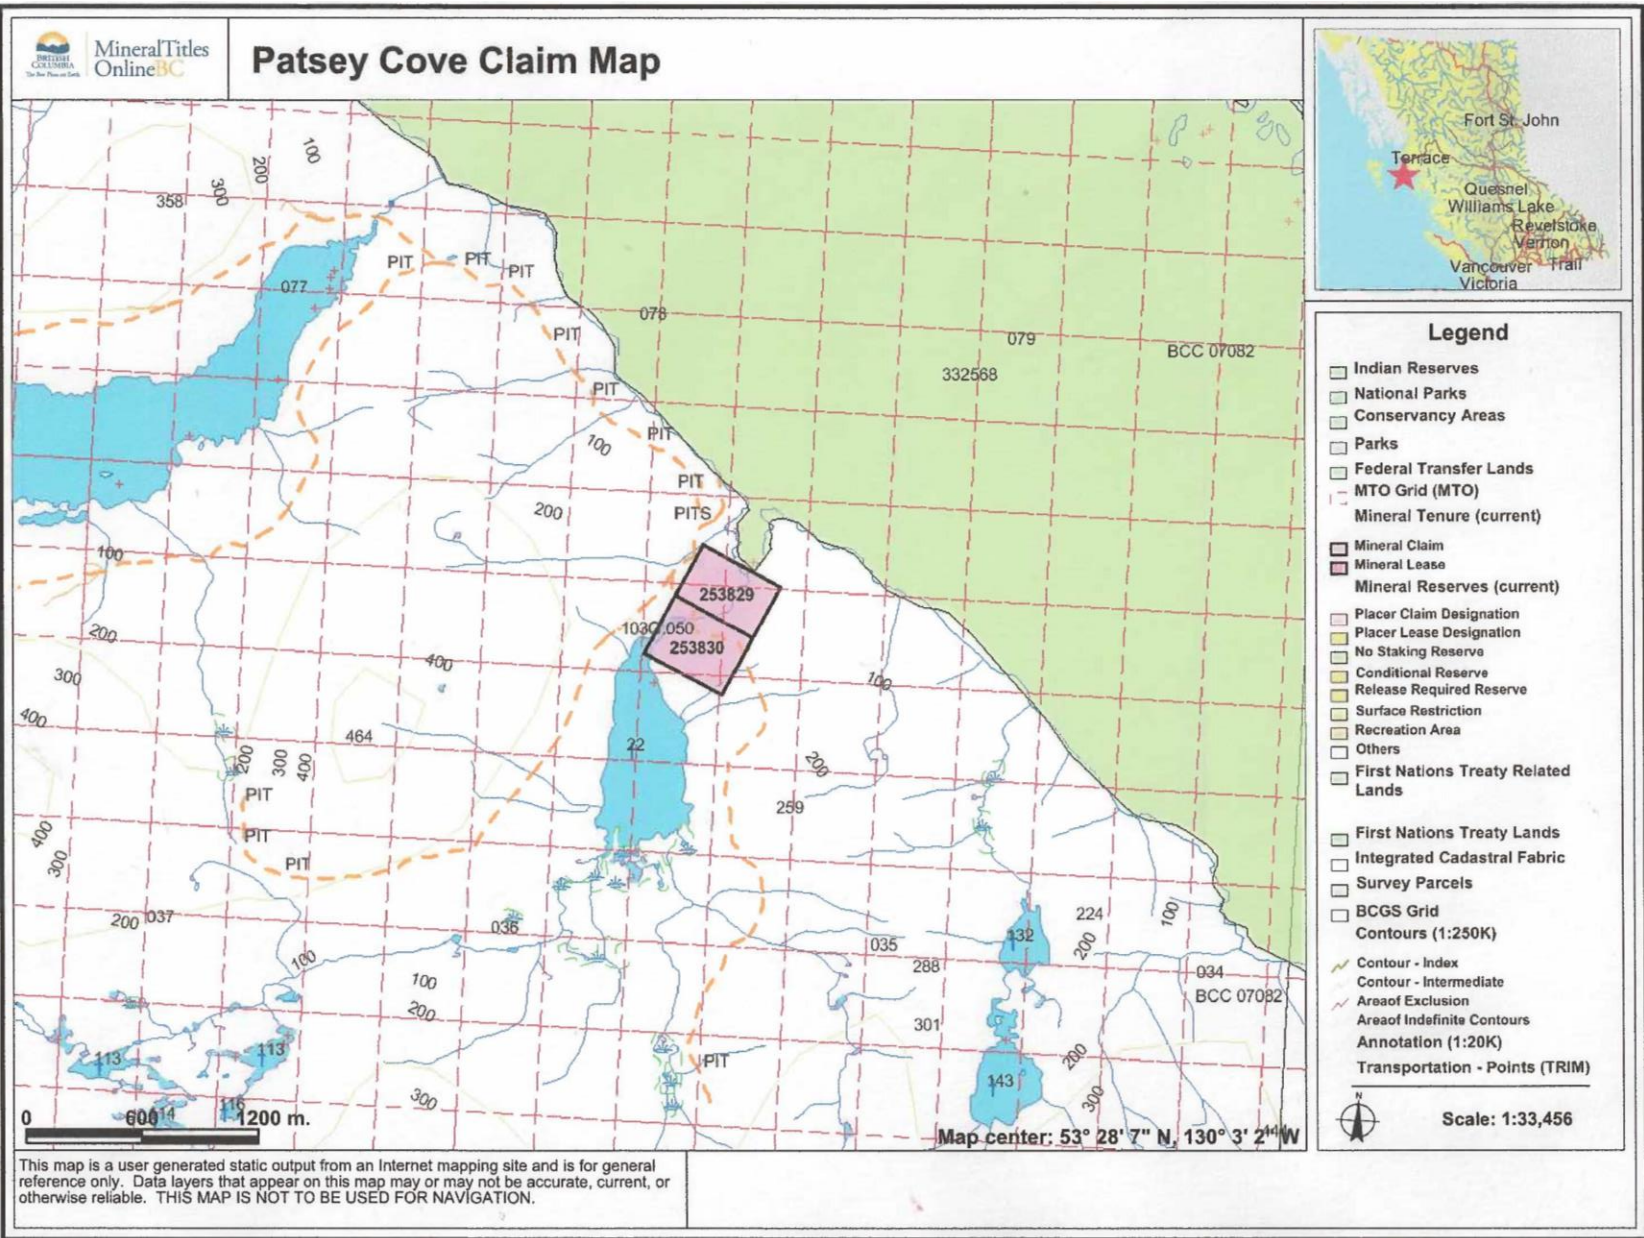 BRITISH
COLUMBIA
The Best Place on Earth
MineralTitles
OnlineBC
Patsey Cove Claim Map
Fort St. John
Terrace
Quesnel
Williams Lake
Revelstoke
Vernon
Vancouver
Trail
Victoria
100
200
300
358
077
PIT
PIT
PIT
PIT
078
079
BCC 07082
332568
PIT
PIT
100
PIT
200
PITS
100
253829
253830
200
400
300
100
400
464
22
200
200
300
400
259
PIT
PIT
PIT
400
300
200
037
036
035
224
100
132
200
288
034
BCC 07082
100
100
200
301
113
113
PIT
143
200
300
300
116
0
600
1200 m.
Map center: 53° 28' 7" N, 130° 3' 2" W
Legend
Indian Reserves
National Parks
Conservancy Areas
Parks
Federal Transfer Lands
MTO Grid (MTO)
Mineral Tenure (current)
Mineral Claim
Mineral Lease
Mineral Reserves (current)
Placer Claim Designation
Placer Lease Designation
No Staking Reserve
Conditional Reserve
Release Required Reserve
Surface Restriction
Recreation Area
Others
First Nations Treaty Related
Lands
First Nations Treaty Lands
Integrated Cadastral Fabric
Survey Parcels
BCGS Grid
Contours (1:250K)
Contour - Index
Contour - Intermediate
Areaof Exclusion
Areaof Indefinite Contours
Annotation (1:20K)
Transportation - Points (TRIM)
N
Scale: 1:33,456
This map is a user generated static output from an Internet mapping site and is for general
reference only. Data layers that appear on this map may or may not be accurate, current, or
otherwise reliable. THIS MAP IS NOT TO BE USED FOR NAVIGATION.